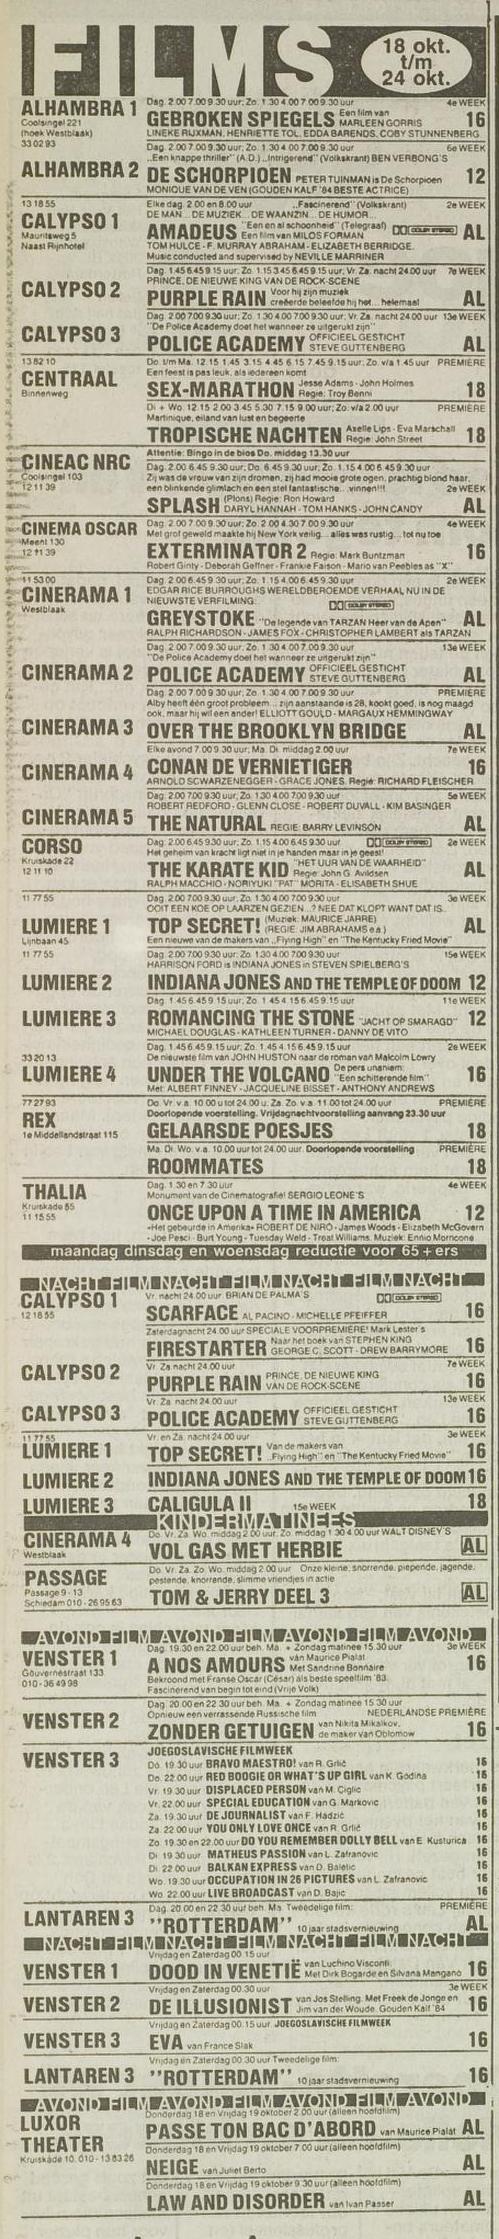 FILMS
18 okt.
t/m
24 okt.
ALHAMBRA 1
Coolsingel 221
(hoek Westblaak)
33 02 93
Dag. 2.00 7.00 9.30 uur; Zo. 1.30 4.00 7.00 9.30 uur 4e WEEK
GEBROKEN SPIEGELS Een film van MARLEEN GORRIS 16
LINEKE RIJXMAN, HENRIETTE TOL, EDDA BARENDS, COBY STUNNENBERG
Dag. 2.00 7.00 9.30 uur; Zo. 1.30 4.00 7.00 9.30 uur 6e WEEK
„Een knappe thriller" (A.D.) „Intrigerend" (Volkskrant) BEN VERBONG'S
ALHAMBRA 2 DE SCHORPIOEN PETER TUINMAN is De Schorpioen 12
MONIQUE VAN DE VEN (GOUDEN KALF '84 BESTE ACTRICE)
13 18 55
CALYPSO 1
Mauritsweg 5
Naast Rijnhotel
Elke dag. 2.00 en 8.00 uur „Fascinerend" (Volkskrant) 2e WEEK
DE MAN... DE MUZIEK... DE WAANZIN... DE HUMOR...
"Een en al schoonheid" (Telegraaf)
AMADEUS Een film van MILOS FORMAN DOLBY STEREO AL
TOM HULCE - F. MURRAY ABRAHAM - ELIZABETH BERRIDGE.
Music conducted and supervised by NEVILLE MARRINER
Dag. 1.45 6.45 9.15 uur; Zo. 1.15 3.45 6.45 9.15 uur; Vr. Za. nacht 24.00 uur 7e WEEK
PRINCE, DE NIEUWE KING VAN DE ROCK-SCENE
CALYPSO 2 PURPLE RAIN Voor hij zijn muziek creëerde beleefde hij het... helemaal AL
Dag. 2.00 7.00 9.30 uur; Zo. 1.30 4.00 7.00 9.30 uur; Vr. Za. nacht 24.00 uur 13e WEEK
"De Police Academy doet het wanneer ze uitgerukt zijn"
CALYPSO 3 POLICE ACADEMY OFFICIEEL GESTICHT STEVE GUTTENBERG AL
13 82 10
CENTRAAL
Binnenweg
Do. t/m Ma. 12.15 1.45 3.15 4.45 6.15 7.45 9.15 uur; Zo. v/a 1.45 uur PREMIÈRE
Een feest is pas leuk, als iedereen komt
SEX-MARATHON Jesse Adams - John Holmes Regie: Troy Benni 18
Di + Wo. 12.15 2.00 3.45 5.30 7.15 9.00 uur; Zo. v/a 2.00 uur PREMIÈRE
Martinique, eiland van lust en begeerte
TROPISCHE NACHTEN Axelle Lips - Eva Marschall Regie: John Street 18
CINEAC NRC
Coolsingel 103
12 11 39
Attentie: Bingo in de bios Do. middag 13.30 uur
Dag. 2.00 6.45 9.30 uur; Do. 6.45 9.30 uur; Zo. 1.15 4.00 6.45 9.30 uur
Zij was de vrouw van zijn dromen, zij had mooie grote ogen, prachtig blond haar,
een blinkende glimlach en een stel fantastische... vinnen!!! 2e WEEK
SPLASH (Plons) Regie: Ron Howard DARYL HANNAH - TOM HANKS - JOHN CANDY AL
CINEMA OSCAR
Meent 130
12 11 39
Dag. 2.00 7.00 9.30 uur; Zo. 2.00 4.30 7.00 9.30 uur 4e WEEK
Met grof geweld maakte hij New York veilig... alles was rustig... tot nu toe
EXTERMINATOR 2 Regie: Mark Buntzman 16
Robert Ginty - Deborah Geffner - Frankie Faison - Mario van Peebles as "X"
11 53 00
CINERAMA 1
Westblaak
Dag. 2.00 6.45 9.30 uur; Zo. 1.15 4.00 6.45 9.30 uur 2e WEEK
EDGAR RICE BURROUGHS WERELDBEROEMDE VERHAAL NU IN DE
NIEUWSTE VERFILMING: DOLBY STEREO
GREYSTOKE "De legende van TARZAN Heer van de Apen" AL
RALPH RICHARDSON - JAMES FOX - CHRISTOPHER LAMBERT als TARZAN
Dag. 2.00 7.00 9.30 uur; Zo. 1.30 4.00 7.00 9.30 uur 13e WEEK
"De Police Academy doet het wanneer ze uitgerukt zijn"
CINERAMA 2 POLICE ACADEMY OFFICIEEL GESTICHT STEVE GUTTENBERG AL
Dag. 2.00 7.00 9.30 uur; Zo. 1.30 4.00 7.00 9.30 uur PREMIÈRE
Alby heeft één groot probleem... zijn aanstaande is 28, kookt goed, is nog maagd
ook, maar hij wil een ander! ELLIOTT GOULD - MARGAUX HEMMINGWAY
CINERAMA 3 OVER THE BROOKLYN BRIDGE AL
Elke avond 7.00 9.30 uur; Ma. Di. middag 2.00 uur 7e WEEK
CINERAMA 4 CONAN DE VERNIETIGER 16
ARNOLD SCWARZENEGGER - GRACE JONES. Regie: RICHARD FLEISCHER
Dag. 2.00 7.00 9.30 uur; Zo. 1.30 4.00 7.00 9.30 uur 5e WEEK
ROBERT REDFORD - GLENN CLOSE - ROBERT DUVALL - KIM BASINGER
CINERAMA 5 THE NATURAL REGIE: BARRY LEVINSON AL
CORSO
Kruiskade 22
12 11 10
Dag. 2.00 6.45 9.30 uur; Zo. 1.15 4.00 6.45 9.30 uur DOLBY STEREO 2e WEEK
Het geheim van kracht ligt niet in je handen maar in je geest!
"HET UUR VAN DE WAARHEID"
THE KARATE KID Regie: John G. Avildsen AL
RALPH MACCHIO - NORIYUKI "PAT" MORITA - ELISABETH SHUE
11 77 55
LUMIERE 1
Lijnbaan 45
Dag. 2.00 7.00 9.30 uur; Zo. 1.30 4.00 7.00 9.30 uur 3e WEEK
OOIT EEN KOE OP LAARZEN GEZIEN...? NEE DAT KLOPT WANT DAT IS..
TOP SECRET! (Muziek: MAURICE JARRE) (REGIE: JIM ABRAHAMS e.a.) AL
Een nieuwe van de makers van „Flying High" en "The Kentucky Fried Movie"
11 77 55
Dag. 2.00 7.00 9.30 uur; Zo. 1.30 4.00 7.00 9.30 uur 15e WEEK
HARRISON FORD is INDIANA JONES in STEVEN SPIELBERG'S
LUMIERE 2 INDIANA JONES AND THE TEMPLE OF DOOM 12
Dag. 1.45 6.45 9.15 uur; Zo. 1.45 4.15 6.45 9.15 uur 11e WEEK
LUMIERE 3 ROMANCING THE STONE "JACHT OP SMARAGD" 12
MICHAEL DOUGLAS - KATHLEEN TURNER - DANNY DE VITO
33 20 13
LUMIERE 4
Dag. 1.45 6.45 9.15 uur; Zo. 1.45 4.15 6.45 9.15 uur 2e WEEK
De nieuwste film van JOHN HUSTON naar de roman van Malcolm Lowry
UNDER THE VOLCANO De pers unaniem: "Een schitterende film" 16
Met: ALBERT FINNEY - JACQUELINE BISSET - ANTHONY ANDREWS
77 27 93
REX
1e Middellandstraat 115
Do. Vr. v.a. 10.00 u tot 24.00 u. Za. Zo. v.a. 11.00 tot 24.00 uur PREMIÈRE
Doorlopende voorstelling. Vrijdagnachtvoorstelling aanvang 23.30 uur
GELAARSDE POESJES 18
Ma. Di. Wo. v.a. 10.00 uur tot 24.00 uur. Doorlopende voorstelling PREMIÈRE
ROOMMATES 18
THALIA
Kruiskade
11 15 55
Dag. 1.30 en 7.30 uur 4e WEEK
Monument van de Cinematografie! SERGIO LEONE'S
ONCE UPON A TIME IN AMERICA 12
«Het gebeurde in Amerika» ROBERT DE NIRO - James Woods - Elizabeth McGovern
- Joe Pesci - Burt Young - Tuesday Weld - Treat Williams. Muziek: Ennio Morricone
maandag dinsdag en woensdag reductie voor 65 + ers
NACHT FILM NACHT FILM NACHT FILM NACHT
CALYPSO 1
12 18 55
Vr. nacht 24.00 uur BRIAN DE PALMA'S DOLBY STEREO
SCARFACE AL PACINO - MICHELLE PFEIFFER 16
Zaterdagnacht 24.00 uur SPECIALE VOORPREMIÈRE! Mark Lester's
FIRESTARTER Naar het boek van STEPHEN KING GEORGE C. SCOTT - DREW BARRYMORE 16
Vr. Za. nacht 24.00 uur 7e WEEK
CALYPSO 2 PURPLE RAIN PRINCE, DE NIEUWE KING VAN DE ROCK-SCENE 16
Vr. Za. nacht 24.00 uur 13e WEEK
CALYPSO 3 POLICE ACADEMY OFFICIEEL GESTICHT STEVE GUTTENBERG 16
11 77 55
Vr. en Za. nacht 24.00 uur 3e WEEK
LUMIERE 1 TOP SECRET! Van de makers van „Flying High" en "The Kentucky Fried Movie" 16
LUMIERE 2 INDIANA JONES AND THE TEMPLE OF DOOM 16
LUMIERE 3 CALIGULA II 15e WEEK 18
KINDERMATINEES
CINERAMA 4
Westblaak
Do. Vr. Za. Wo. middag 2.00 uur; Zo. middag 1.30 4.00 uur WALT DISNEY'S
VOL GAS MET HERBIE AL
PASSAGE
Passage 9 - 13
Schiedam 010 - 26 95 63
Do. Vr. Za. Zo. Wo. middag 2.00 uur Onze kleine, snorrende, piepende, jagende,
pestende, knorrende, slimme vriendjes in actie
TOM & JERRY DEEL 3 AL
AVOND FILM AVOND FILM AVOND FILM AVOND
VENSTER 1
Gouvernestraat 133
010 - 36 49 98
Dag. 19.30 en 22.00 uur beh. Ma. + Zondag matinee 15.30 uur 3e WEEK
A NOS AMOURS van Maurice Pialat Met Sandrine Bonnaire 16
Bekroond met Franse Oscar (César) als beste speelfilm '83.
Fascinerend van begin tot eind (Vrije Volk)
Dag. 20.00 en 22.30 uur beh. Ma. + Zondag matinee 15.30 uur
Opnieuw een verrassende Russische film NEDERLANDSE PREMIÈRE
VENSTER 2 ZONDER GETUIGEN van Nikita Mikalkov, de maker van Oblomow 16
VENSTER 3 JOEGOSLAVISCHE FILMWEEK
Do. 19.30 uur BRAVO MAESTRO! van R. Grlić 16
Do. 22.00 uur RED BOOGIE OR WHAT'S UP GIRL van K. Godina 16
Vr. 19.30 uur DISPLACED PERSON van M. Ciglic 16
Vr. 22.00 uur SPECIAL EDUCATION van G. Markovic 16
Za. 19.30 uur DE JOURNALIST van F. Hadzić 16
Za. 22.00 uur YOU ONLY LOVE ONCE van R. Grlić 16
Zo. 19.30 en 22.00 uur DO YOU REMEMBER DOLLY BELL van E. Kusturica 16
Di. 19.30 uur MATHEUS PASSION van L. Zafranovic 16
Di. 22.00 uur BALKAN EXPRESS van D. Baletic 16
Wo. 19.30 uur OCCUPATION IN 26 PICTURES van L. Zafranovic 16
Wo. 22.00 uur LIVE BROADCAST van D. Bajic 16
Dag. 20.00 en 22.30 uur beh. Ma. Tweedelige film: PREMIÈRE
LANTAREN 3 "ROTTERDAM" 10 jaar stadsvernieuwing AL
NACHT FILM NACHT FILM NACHT FILM NACHT
Vrijdag en Zaterdag 00.15 uur
VENSTER 1 DOOD IN VENETIË van Luchino Visconti. Met Dirk Bogarde en Silvana Mangano 16
Vrijdag en Zaterdag 00.30 uur 3e WEEK
VENSTER 2 DE ILLUSIONIST van Jos Stelling. Met Freek de Jonge en Jim van der Woude. Gouden Kalf '84 16
Vrijdag en Zaterdag 00.15 uur JOEGOSLAVISCHE FILMWEEK
VENSTER 3 EVA van France Slak 16
Vrijdag en Zaterdag 00.30 uur Tweedelige film:
LANTAREN 3 "ROTTERDAM" 10 jaar stadsvernieuwing 16
AVOND FILM AVOND FILM AVOND FILM AVOND
LUXOR
THEATER
Kruiskade 10. 010 - 13 83 26
Donderdag 18 en Vrijdag 19 oktober 2.00 uur (alleen hoofdfilm)
PASSE TON BAC D'ABORD van Maurice Pialat AL
Donderdag 18 en Vrijdag 19 oktober 7.00 uur (alleen hoofdfilm)
NEIGE van Juliet Berto AL
Donderdag 18 en Vrijdag 19 oktober 9.30 uur (alleen hoofdfilm)
LAW AND DISORDER van Ivan Passer AL